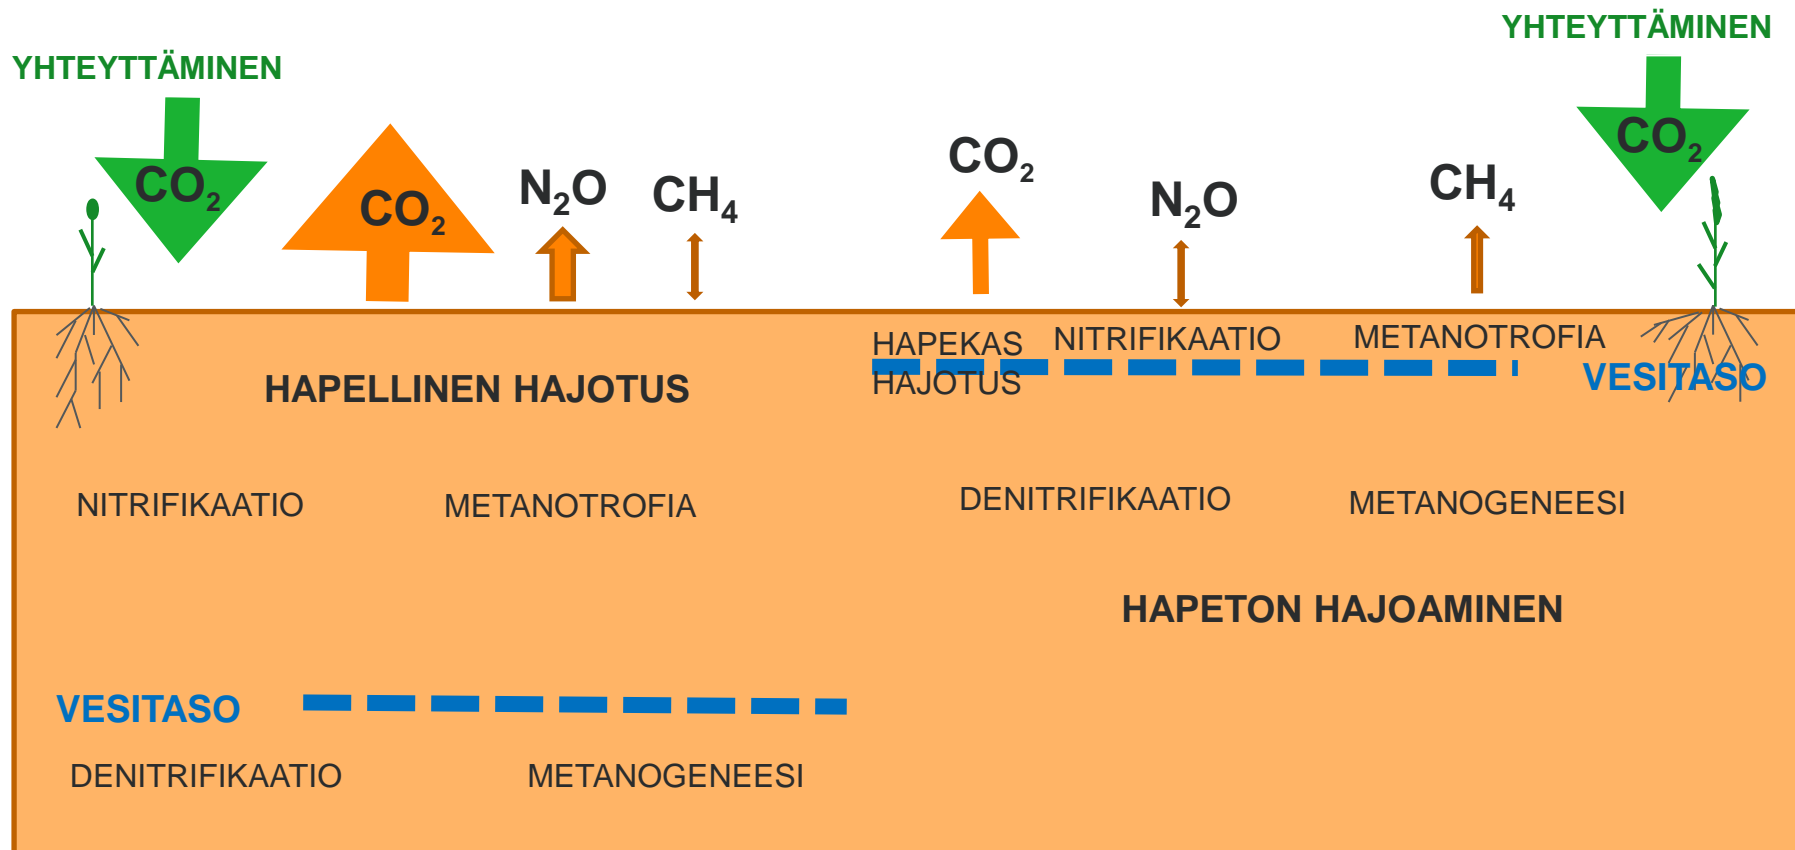 YHTEYTTÄMINEN
YHTEYTTÄMINEN
CO₂
CO₂
N₂O
CH₄
CO₂
N₂O
CH₄
CO₂
HAPELLINEN HAJOTUS
HAPEKAS
HAJOTUS
NITRIFIKAATIO
METANOTROFIA
VESITASO
NITRIFIKAATIO
METANOTROFIA
DENITRIFIKAATIO
METANOGENEESI
HAPETON HAJOAMINEN
VESITASO
DENITRIFIKAATIO
METANOGENEESI